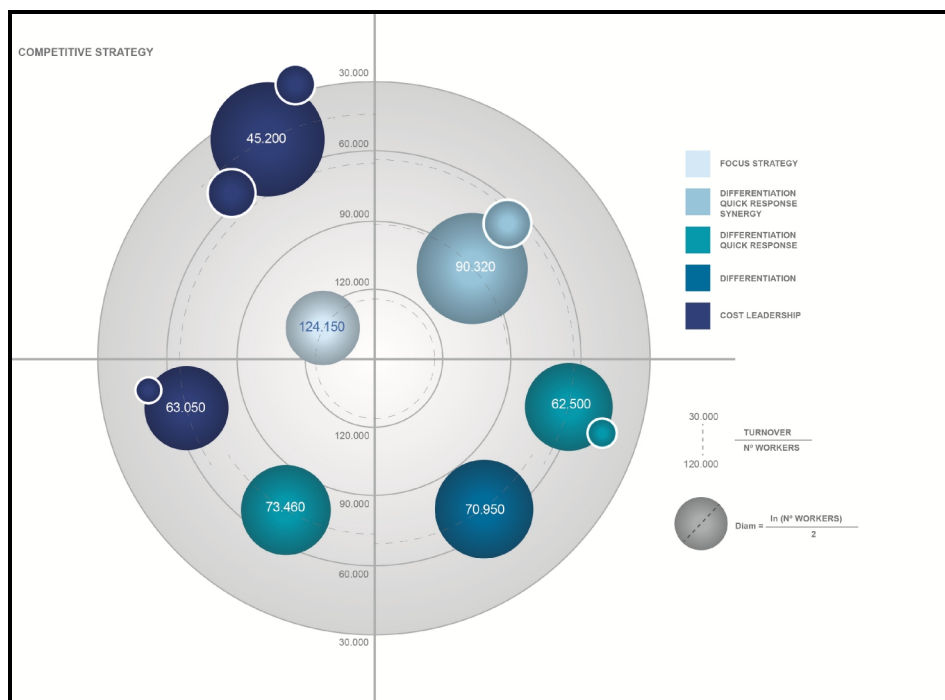 COMPETITIVE STRATEGY
30.000
45.200
60.000
90.000
90.320
120.000
124.150
63.050
62.500
120.000
73.460
90.000
70.950
60.000
30.000
FOCUS STRATEGY
DIFFERENTIATION
QUICK RESPONSE
SYNERGY
DIFFERENTIATION
QUICK RESPONSE
DIFFERENTIATION
COST LEADERSHIP
30.000
120.000
TURNOVER
Nº WORKERS
Diam =
ln (Nº WORKERS)
2